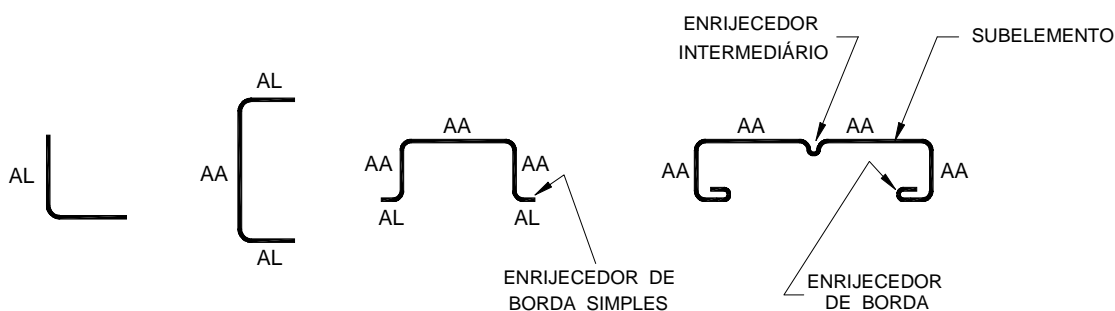 AL
AL
AA
AL
AA
AA
AA
AL
AL
ENRIJECEDOR DE
BORDA SIMPLES
ENRIJECEDOR
INTERMEDIÁRIO
SUBELEMENTO
AA
AA
AA
AA
ENRIJECEDOR
DE BORDA